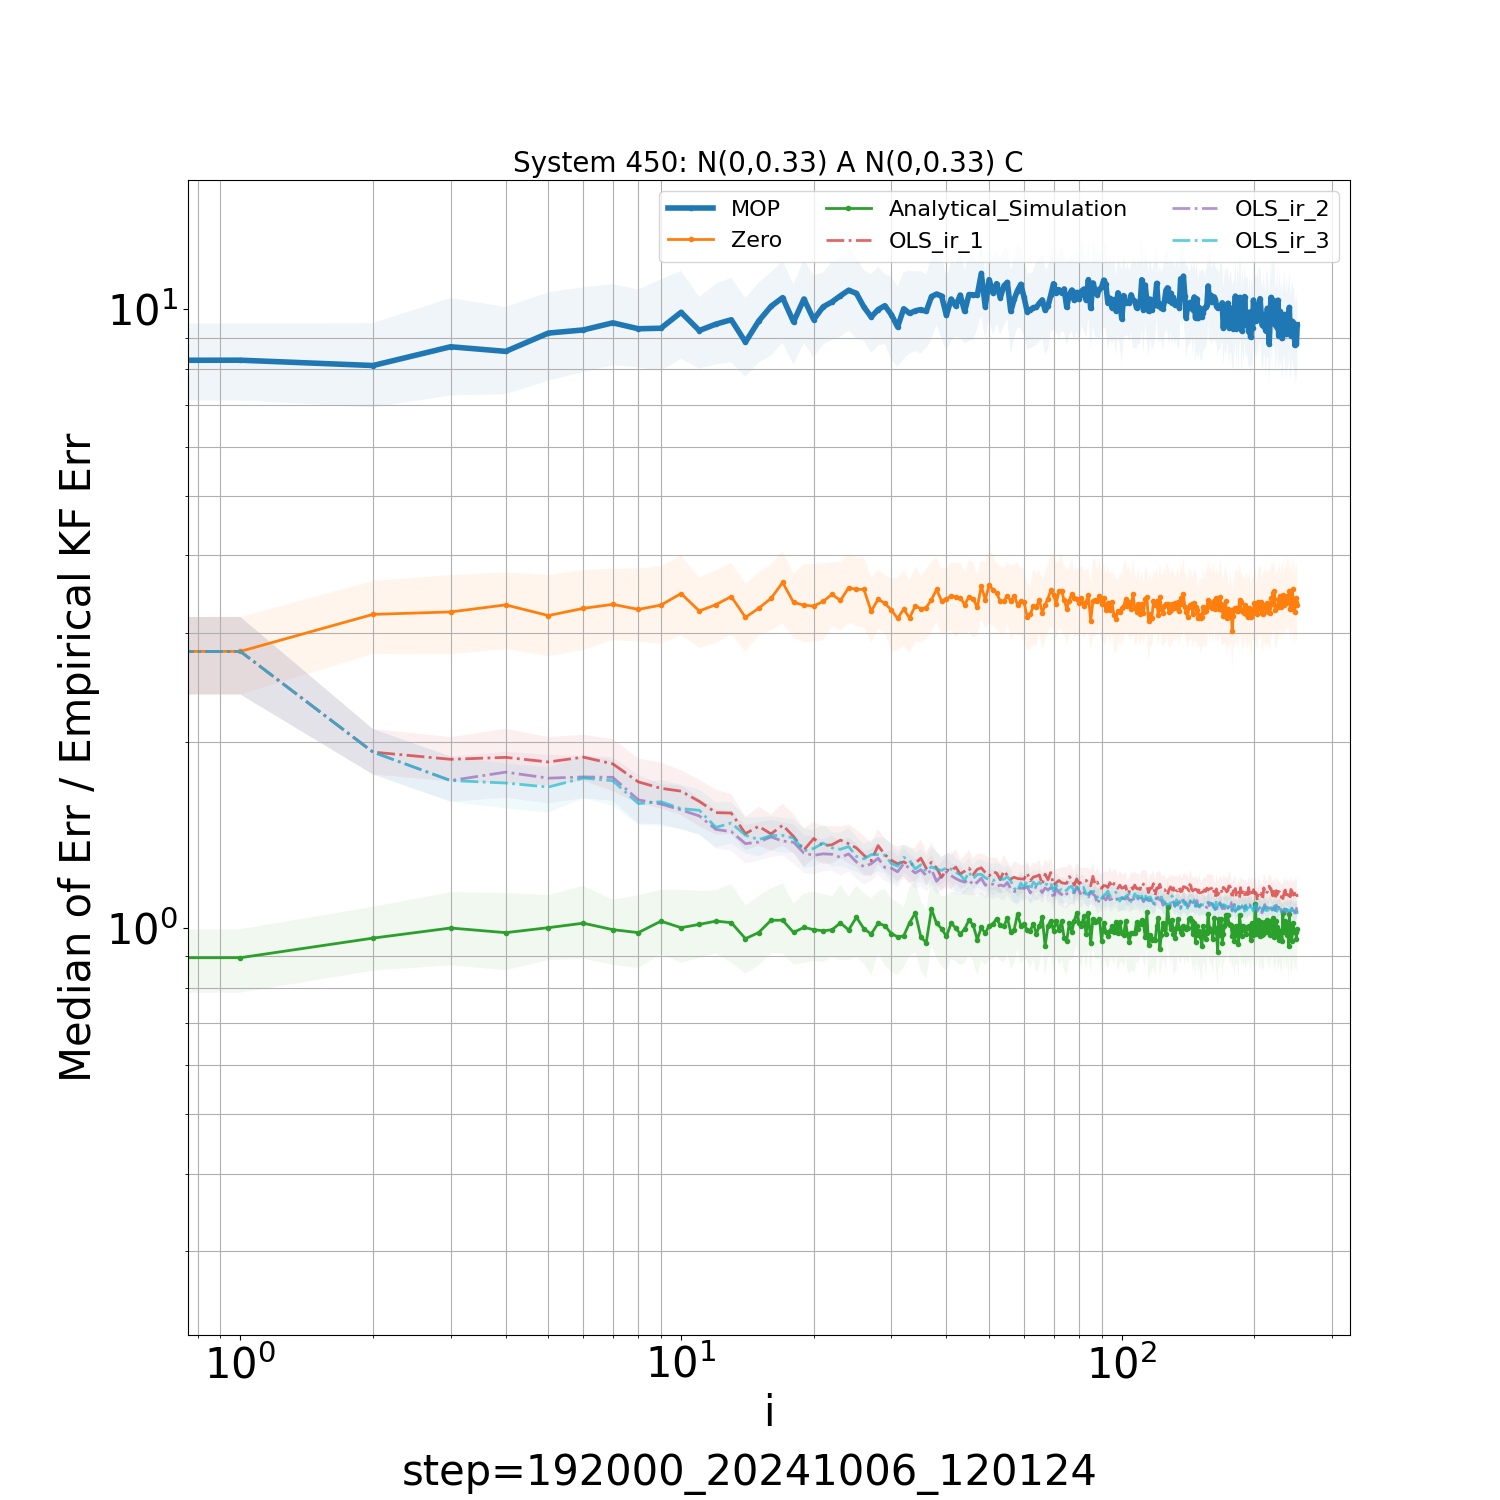 System 450: N(0,0.33) A N(0,0.33) C
MOP
Zero
Analytical_Simulation
OLS_ir_1
OLS_ir_2
OLS_ir_3
Median of Err / Empirical KF Err
10¹
10⁰
10⁰
10¹
10²
i
step=192000_20241006_120124